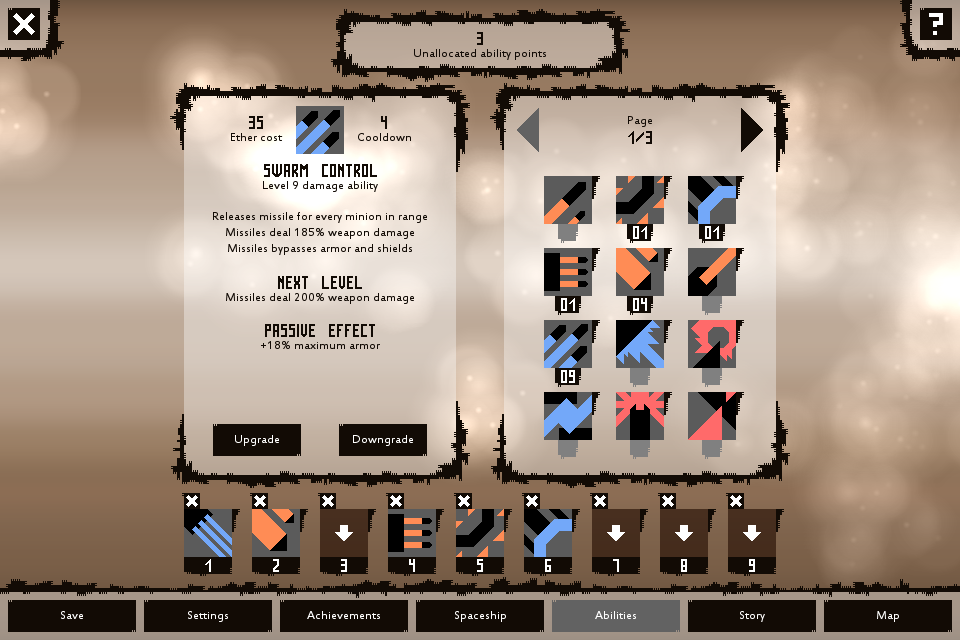 3
Unallocated ability points
?
35
Ether cost
4
Cooldown
SWARM CONTROL
Level 9 damage ability
Releases missile for every minion in range
Missiles deal 185% weapon damage
Missiles bypasses armor and shields
NEXT LEVEL
Missiles deal 200% weapon damage
PASSIVE EFFECT
+18% maximum armor
Upgrade
Downgrade
Page
1/3
01
01
01
04
09
1
2
3
4
5
6
7
8
9
Save
Settings
Achievements
Spaceship
Abilities
Story
Map